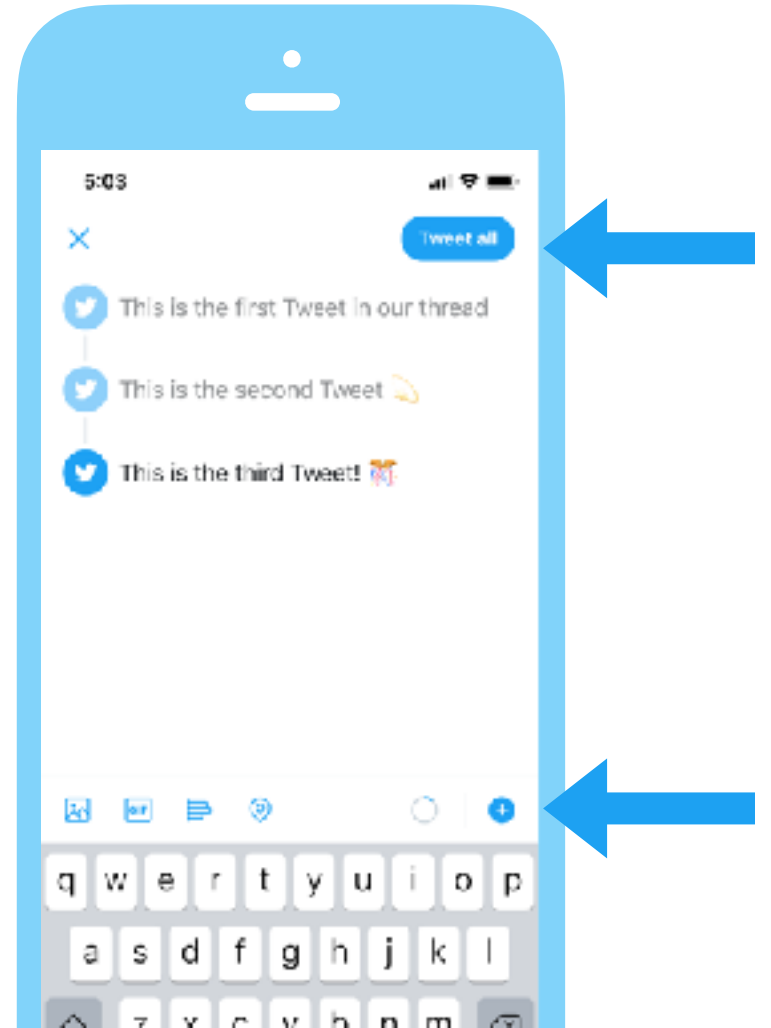 5:03
Tweet all
This is the first Tweet in our thread
This is the second Tweet 💫
This is the third Tweet! 🎊
GIF
q w e r t y u i o p
a s d f g h j k l
z x c v b n m